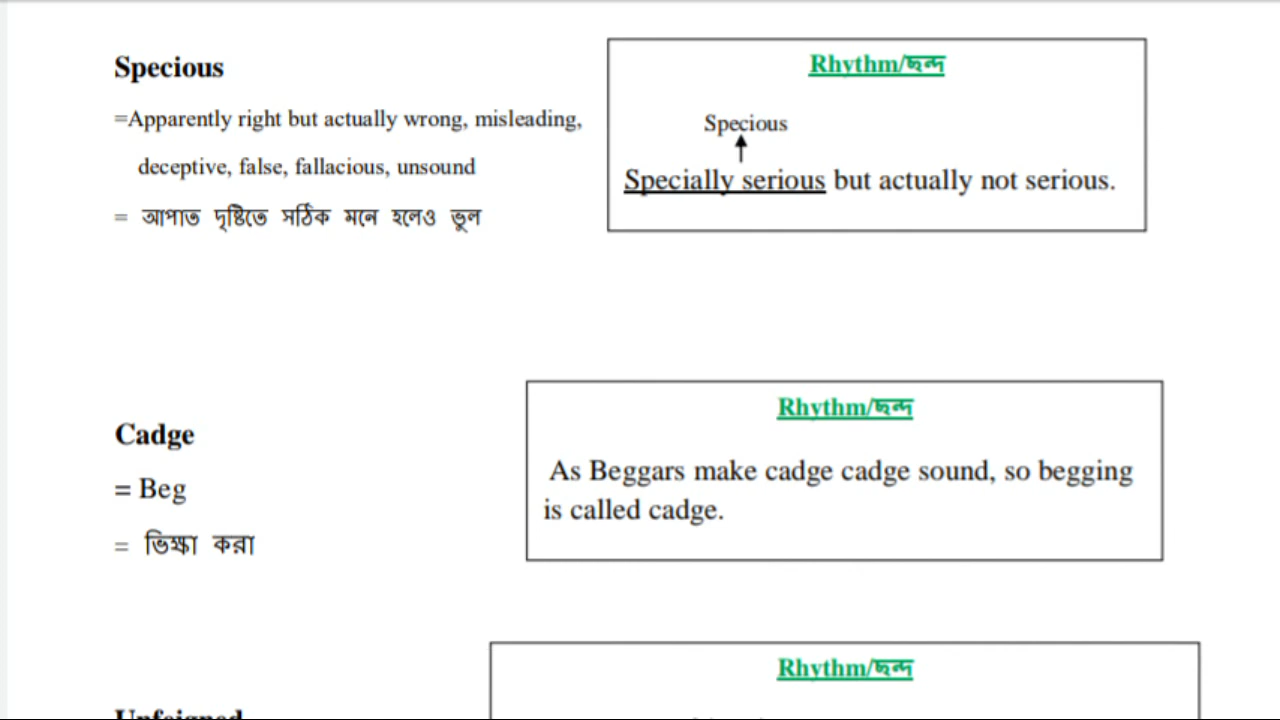 Specious
=Apparently right but actually wrong, misleading,
deceptive, false, fallacious, unsound
= আপাত দৃষ্টিতে সঠিক মনে হলেও ভুল
Rhythm/ছন্দ
Specious
Specially serious but actually not serious.
Cadge
= Beg
= ভিক্ষা করা
Rhythm/ছন্দ
As Beggars make cadge cadge sound, so begging
is called cadge.
Unfeigned
Rhythm/ছন্দ